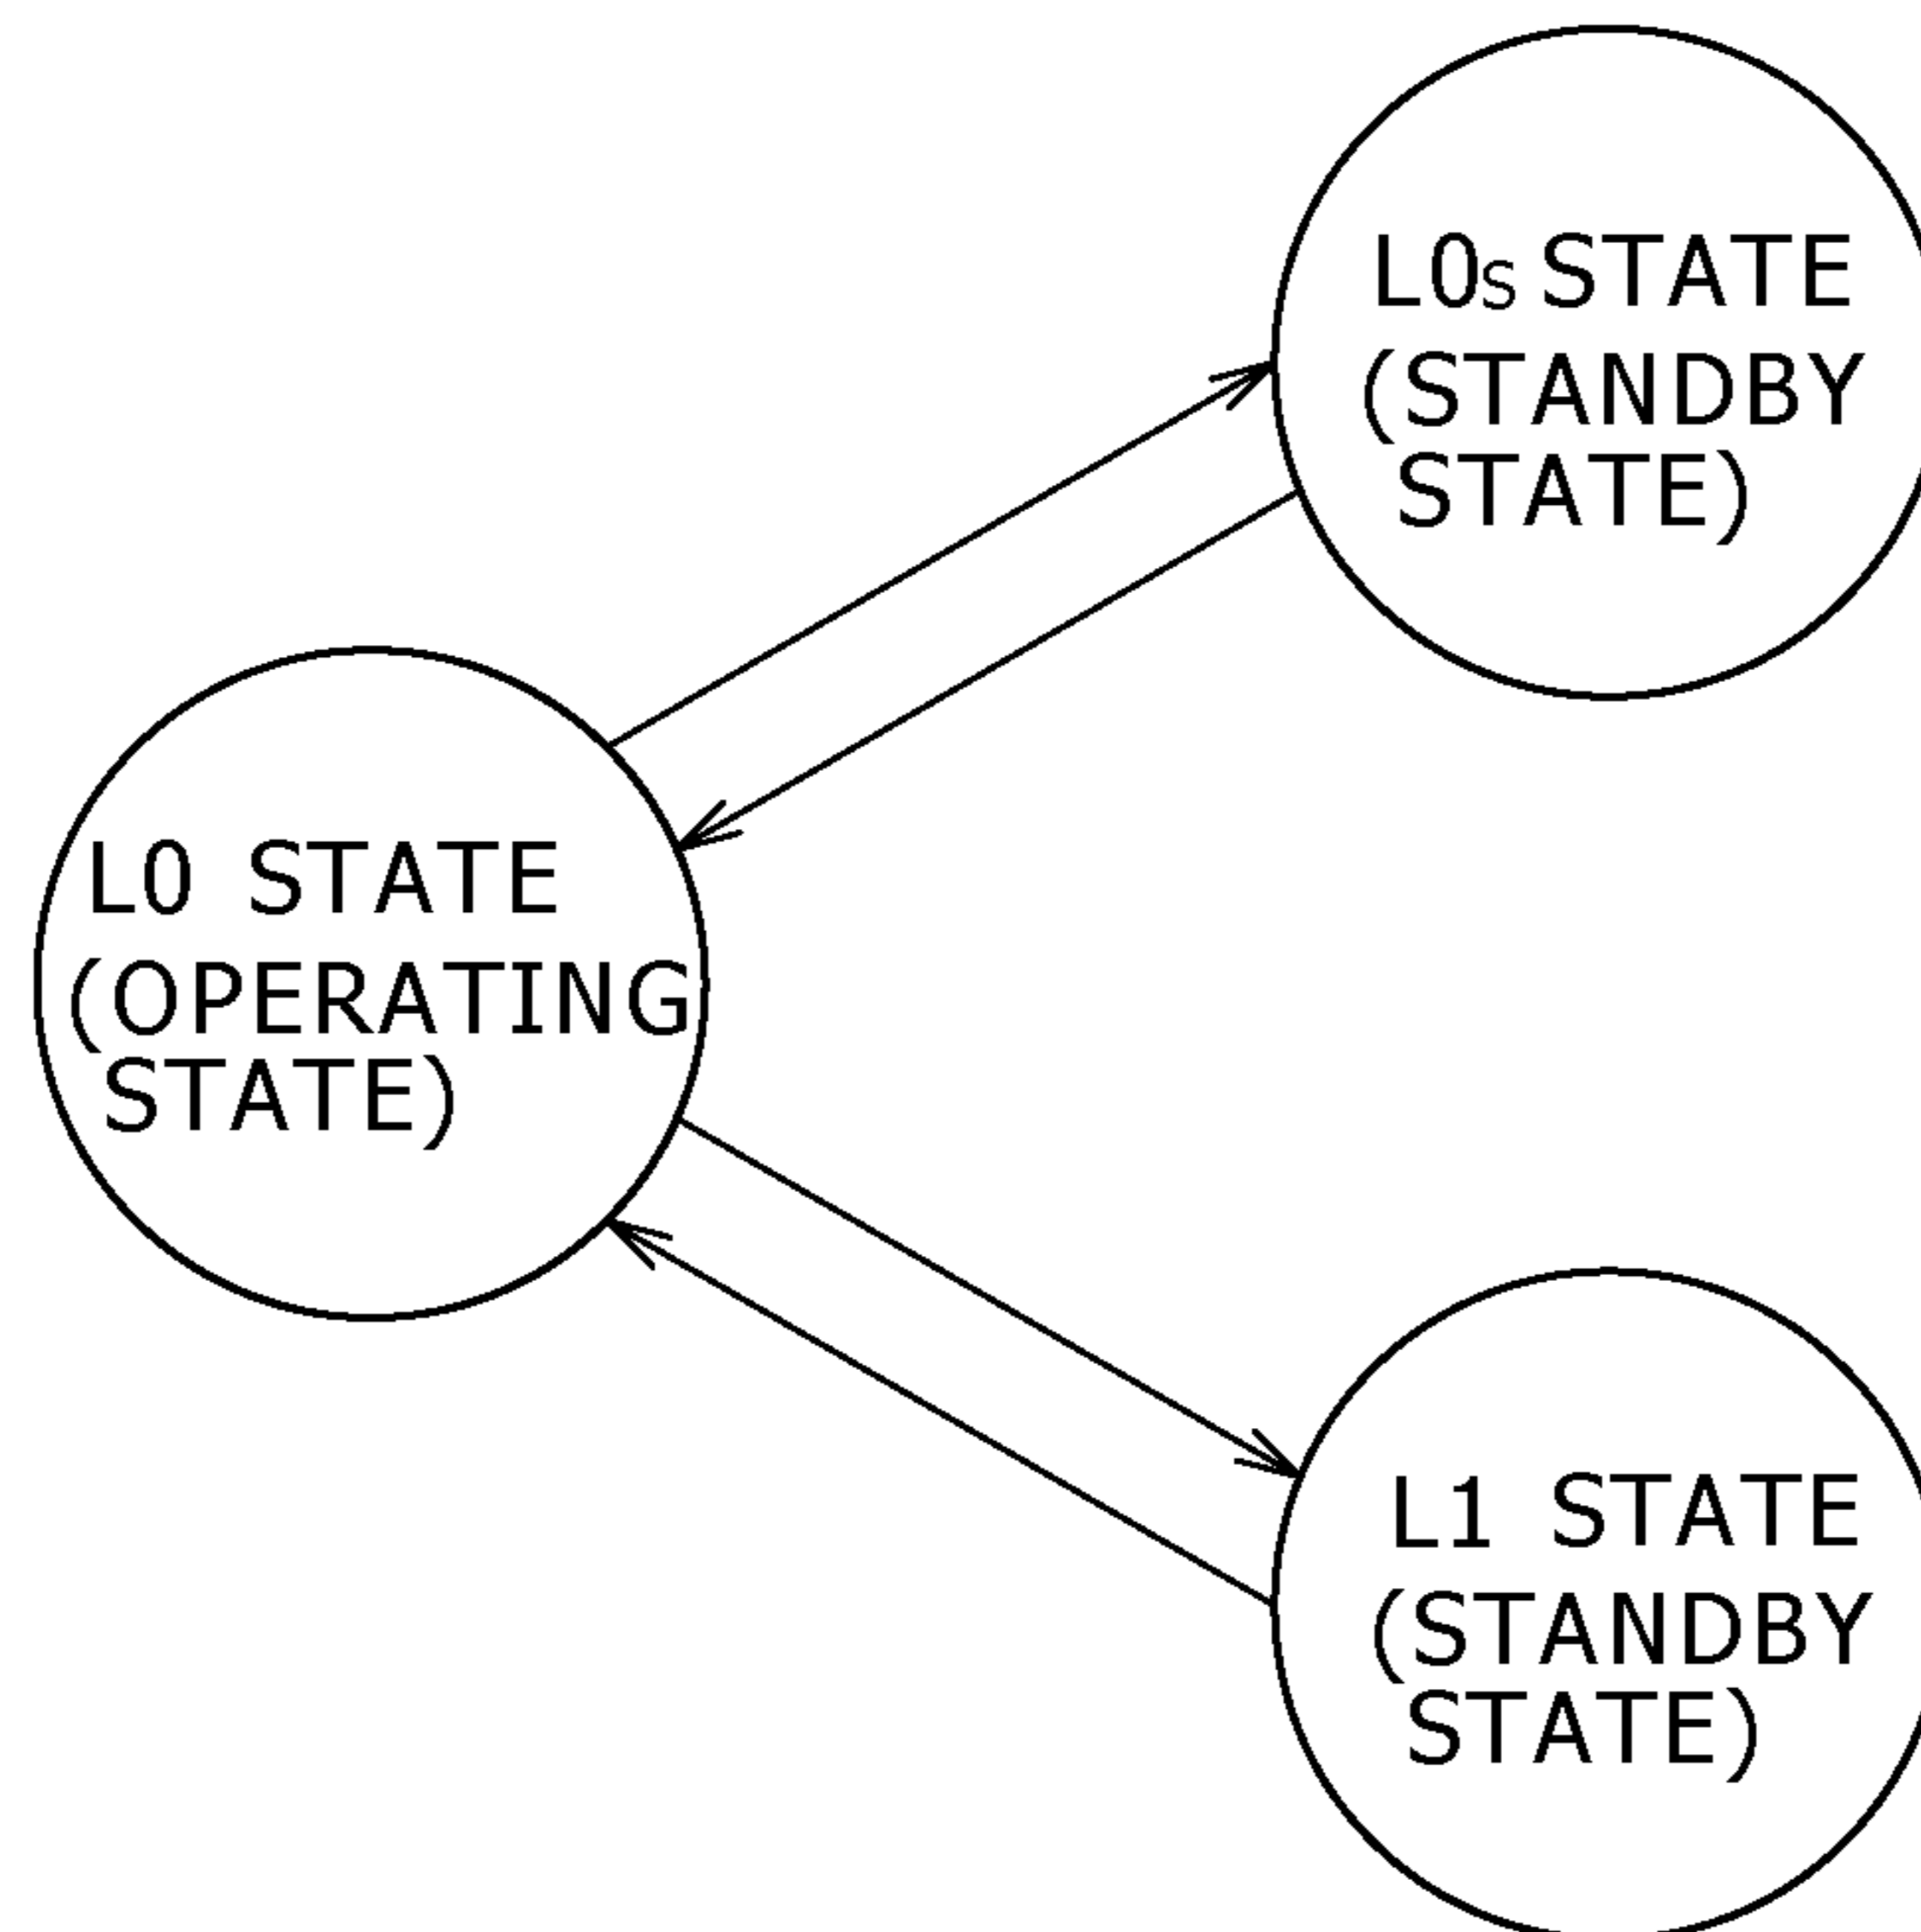 L0s STATE
(STANDBY
STATE)
L0 STATE
(OPERATING
STATE)
L1 STATE
(STANDBY
STATE)